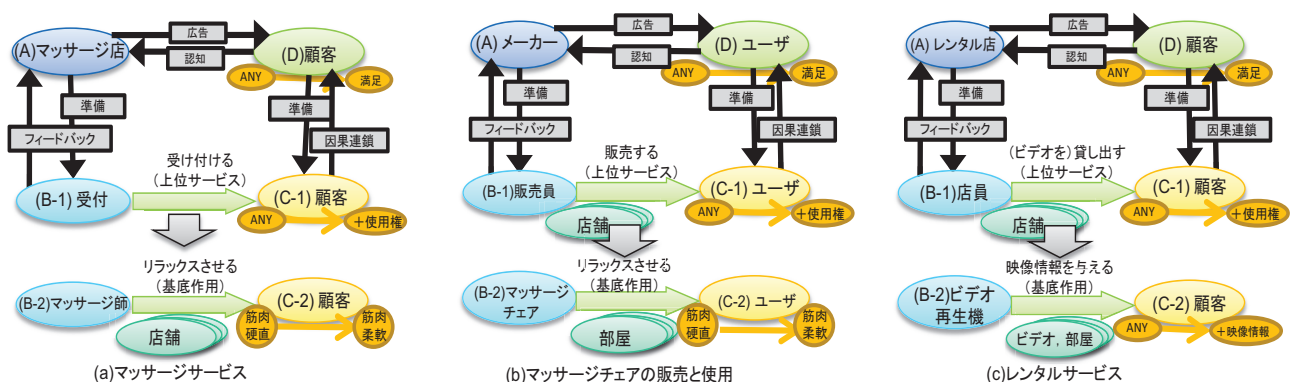 (A)マッサージ店
広告
認知
(D)顧客
ANY
満足
準備
準備
フィードバック
因果連鎖
受け付ける
(上位サービス)
(B-1) 受付
(C-1) 顧客
ANY
+使用権
リラックスさせる
(基底作用)
(B-2)マッサージ師
(C-2) 顧客
店舗
筋肉
硬直
筋肉
柔軟
(a)マッサージサービス
(A) メーカー
広告
認知
(D) ユーザ
ANY
満足
準備
準備
フィードバック
因果連鎖
販売する
(上位サービス)
(B-1)販売員
(C-1) ユーザ
店舗
ANY
+使用権
リラックスさせる
(基底作用)
(B-2)マッサージ
チェア
(C-2) ユーザ
部屋
筋肉
硬直
筋肉
柔軟
(b)マッサージチェアの販売と使用
(A) レンタル店
広告
認知
(D) 顧客
ANY
満足
準備
準備
フィードバック
因果連鎖
(ビデオを)貸し出す
(上位サービス)
(B-1)店員
(C-1) 顧客
店舗
ANY
+使用権
映像情報を与える
(基底作用)
(B-2)ビデオ
再生機
(C-2) 顧客
ビデオ, 部屋
ANY
+映像情報
(c)レンタルサービス